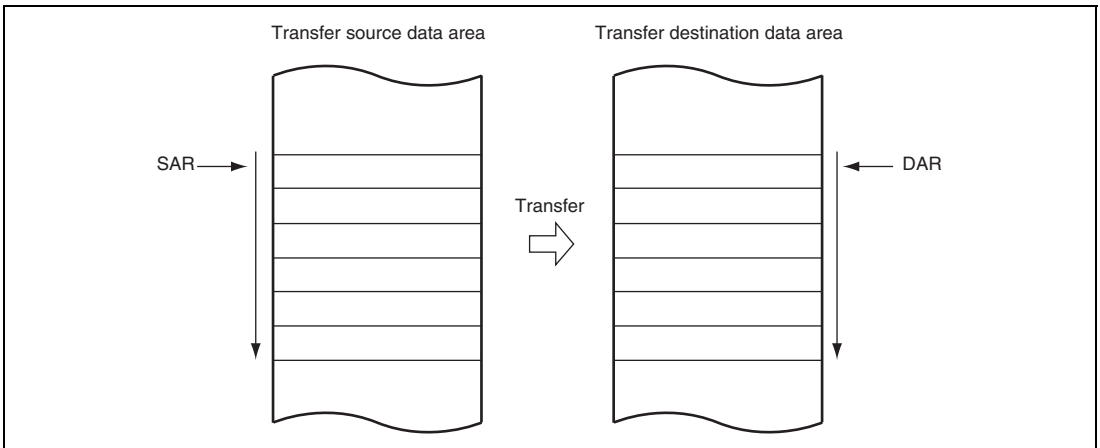 Transfer source data area
Transfer destination data area
SAR
DAR
Transfer